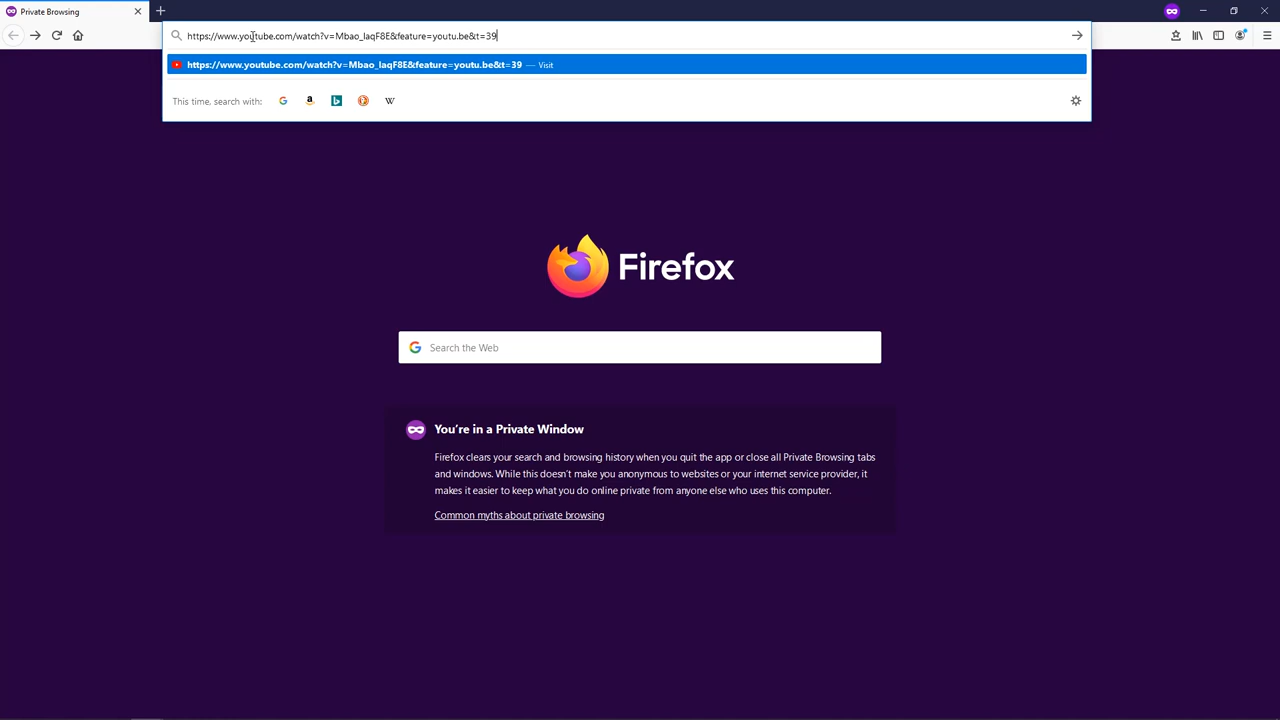 Private Browsing
https://www.youtube.com/watch?v=Mbao_laqF8E&feature=youtu.be&t=39
https://www.youtube.com/watch?v=Mbao_laqF8E&feature=youtu.be&t=39 — Visit
This time, search with:
Firefox
Search the Web
You're in a Private Window
Firefox clears your search and browsing history when you quit the app or close all Private Browsing tabs
and windows. While this doesn't make you anonymous to websites or your internet service provider, it
makes it easier to keep what you do online private from anyone else who uses this computer.
Common myths about private browsing